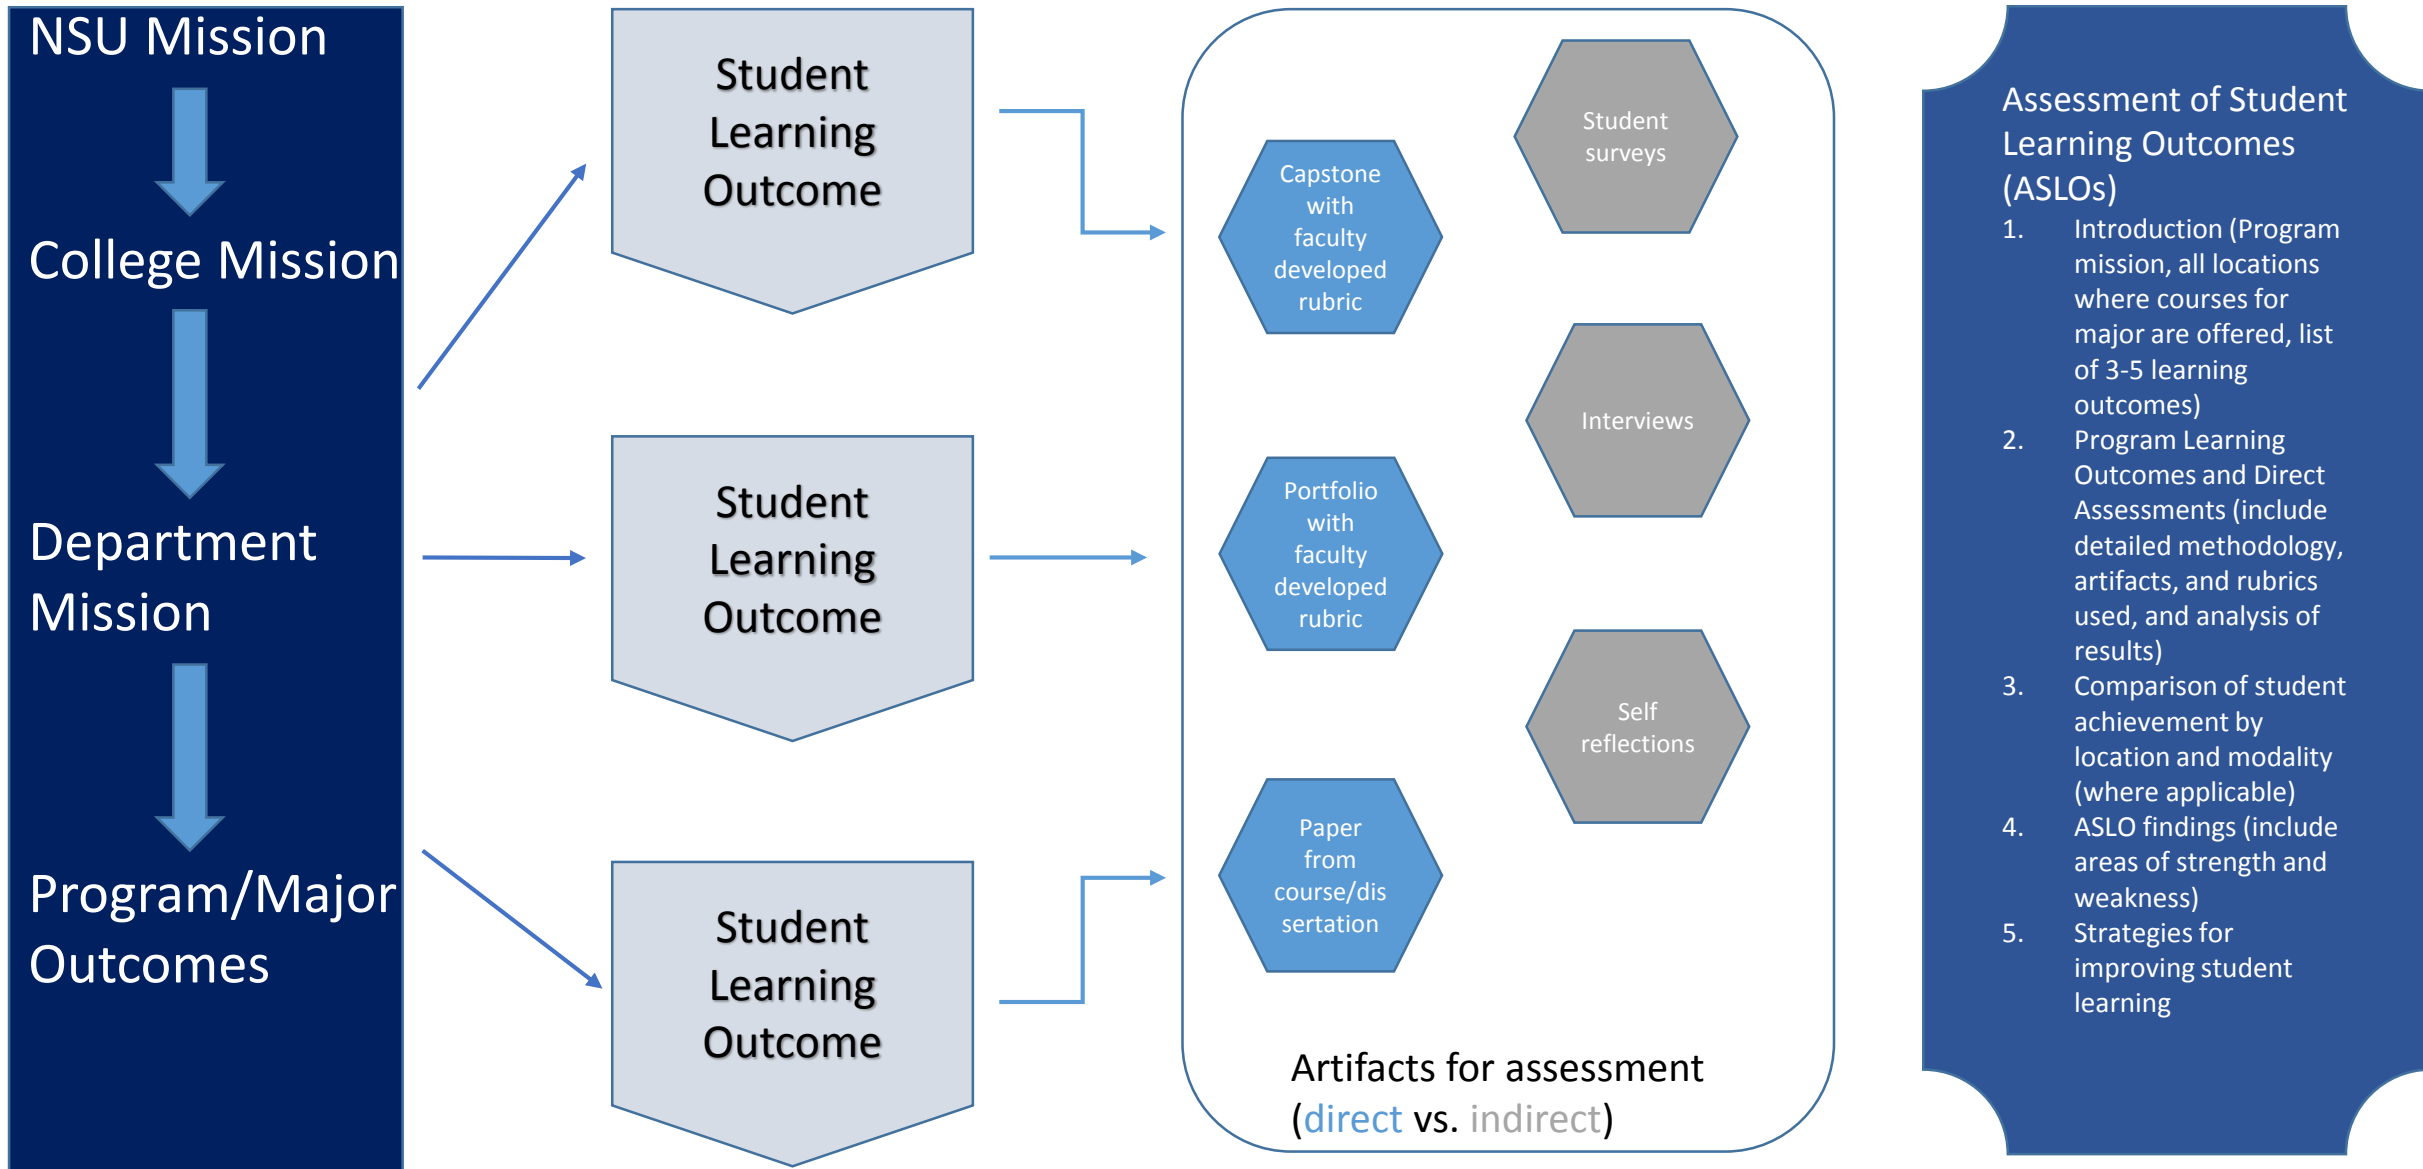 NSU Mission
College Mission
Department
Mission
Program/Major
Outcomes
Student
Learning
Outcome
Student
Learning
Outcome
Student
Learning
Outcome
Capstone
with
faculty
developed
rubric
Portfolio
with
faculty
developed
rubric
Paper
from
course/dis
sertation
Student
surveys
Interviews
Self
reflections
Artifacts for assessment
(direct vs. indirect)
Assessment of Student
Learning Outcomes
(ASLOs)
1. Introduction (Program
mission, all locations
where courses for
major are offered, list
of 3-5 learning
outcomes)
2. Program Learning
Outcomes and Direct
Assessments (include
detailed methodology,
artifacts, and rubrics
used, and analysis of
results)
3. Comparison of student
achievement by
location and modality
(where applicable)
4. ASLO findings (include
areas of strength and
weakness)
5. Strategies for
improving student
learning